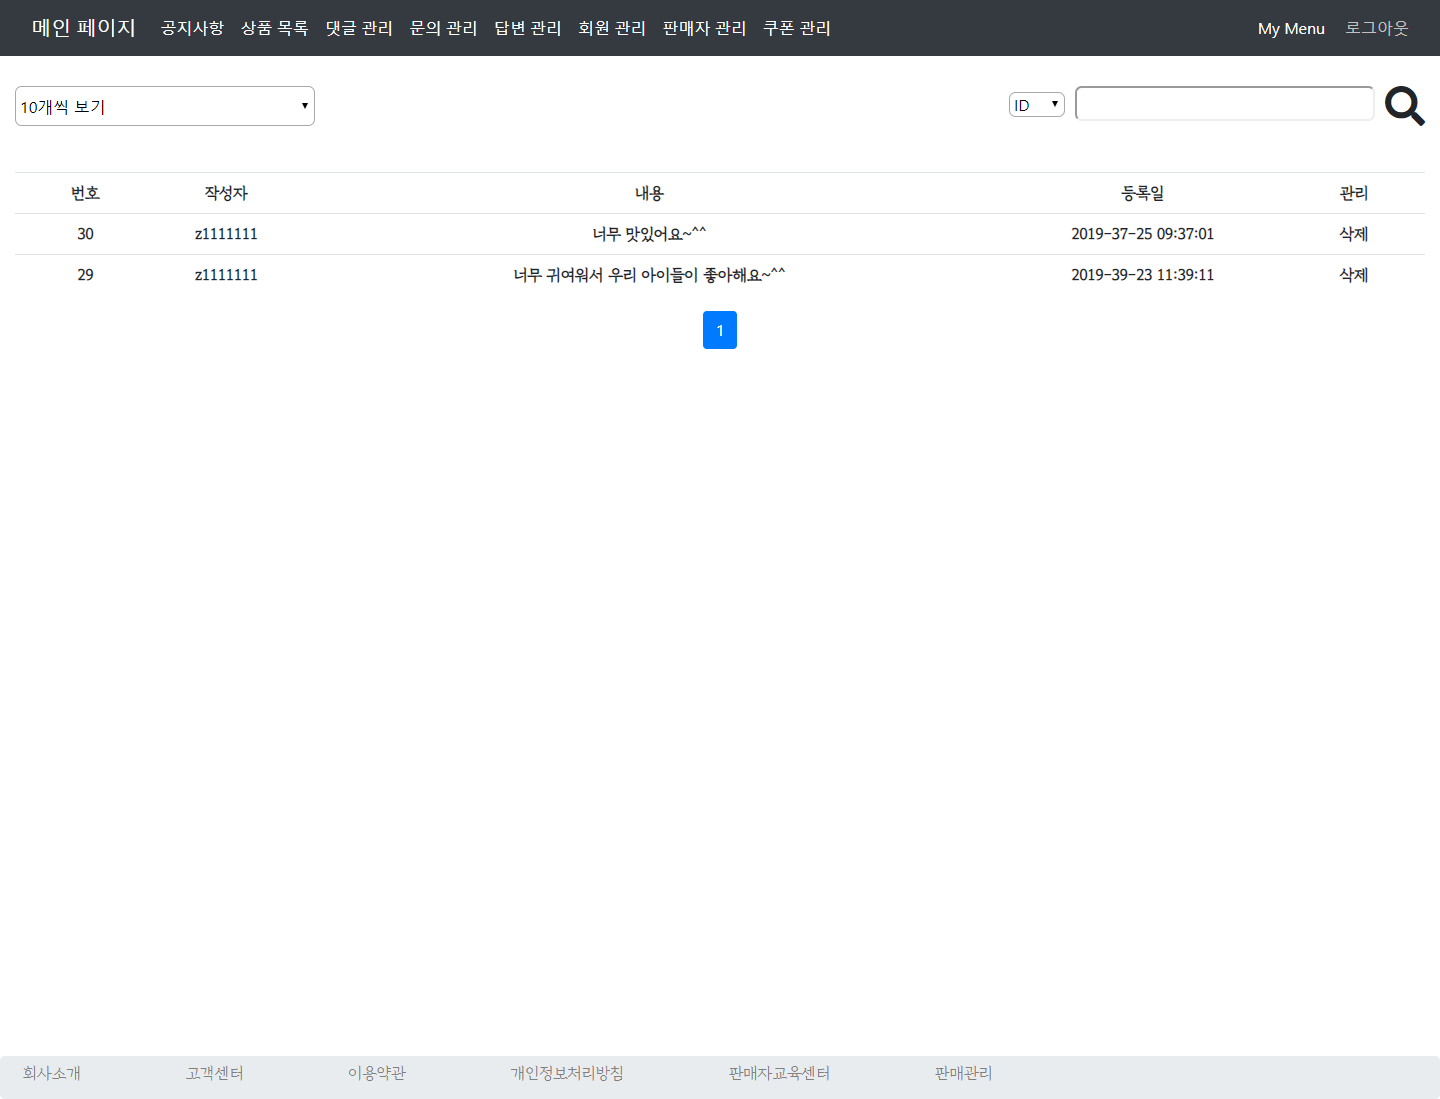 메인 페이지 공지사항 상품 목록 댓글 관리 문의 관리 답변 관리 회원 관리 판매자 관리 쿠폰 관리 My Menu 로그아웃
10개씩 보기 ID
번호 작성자 내용 등록일 관리
30 z1111111 너무 맛있어요~^^ 2019-37-25 09:37:01 삭제
29 z1111111 너무 귀여워서 우리 아이들이 좋아해요~^^ 2019-39-23 11:39:11 삭제
1
회사소개 고객센터 이용약관 개인정보처리방침 판매자교육센터 판매관리